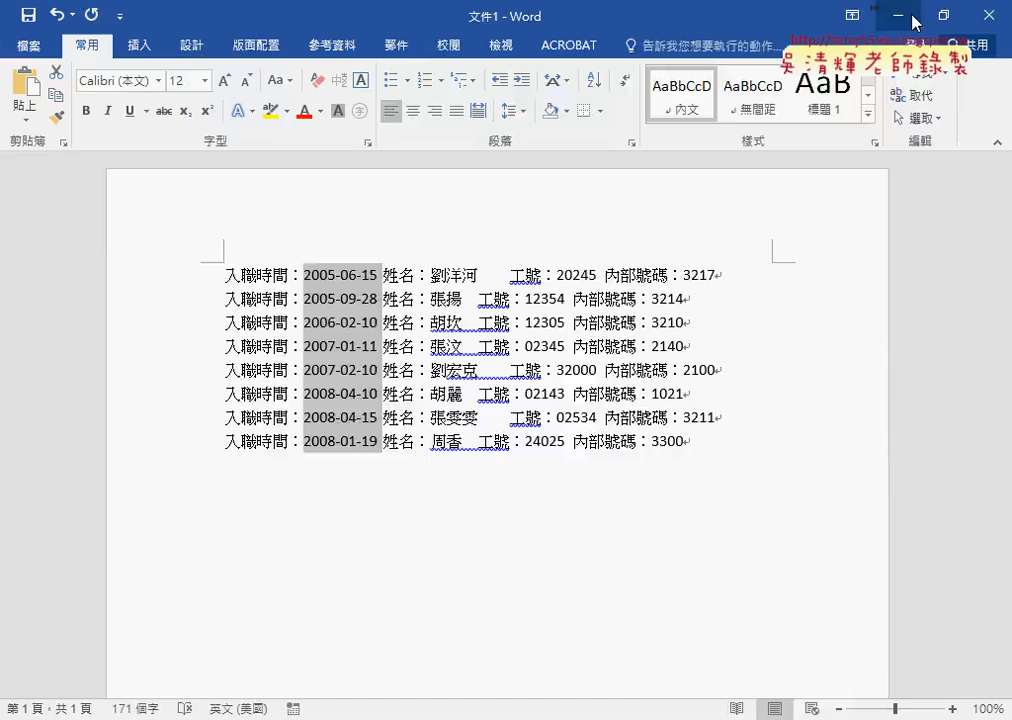 文件1 - Word
檔案 常用 插入 設計 版面配置 參考資料 郵件 校閱 檢視 ACROBAT 告訴我您想要執行的動作... 共用
吳清輝老師錄製
貼上 Calibri (本文) 12 Aa AaBbCcD AaBbCcD AaB 取代
B I U abc x₂ x² A 內文 無間距 標題 1 選取
剪貼簿 字型 段落 樣式 編輯
入職時間：2005-06-15 姓名：劉洋河 工號：20245 內部號碼：3217
入職時間：2005-09-28 姓名：張揚 工號：12354 內部號碼：3214
入職時間：2006-02-10 姓名：胡坎 工號：12305 內部號碼：3210
入職時間：2007-01-11 姓名：張汶 工號：02345 內部號碼：2140
入職時間：2007-02-10 姓名：劉宏克 工號：32000 內部號碼：2100
入職時間：2008-04-10 姓名：胡麗 工號：02143 內部號碼：1021
入職時間：2008-04-15 姓名：張雯雯 工號：02534 內部號碼：3211
入職時間：2008-01-19 姓名：周香 工號：24025 內部號碼：3300
第 1 頁，共 1 頁 171 個字 英文 (美國) 100%